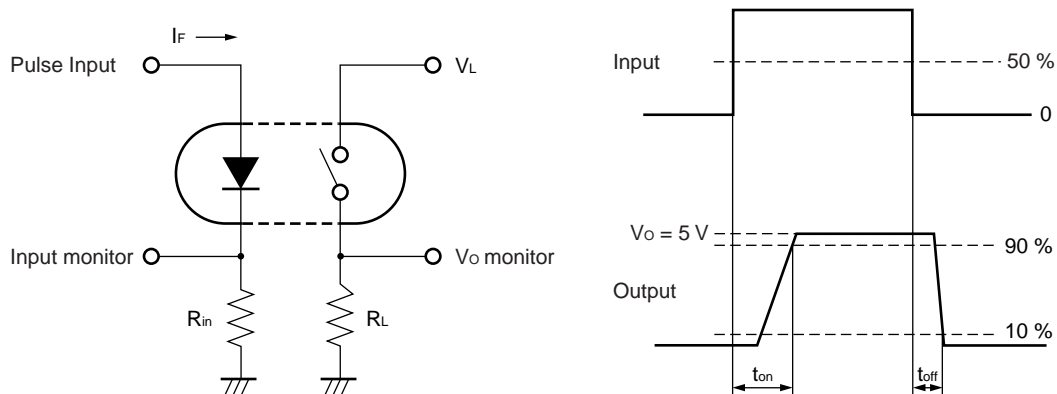 IF
Pulse Input
VL
Input monitor
VO monitor
Rin
RL
Input
50 %
0
VO = 5 V
90 %
Output
10 %
ton
toff